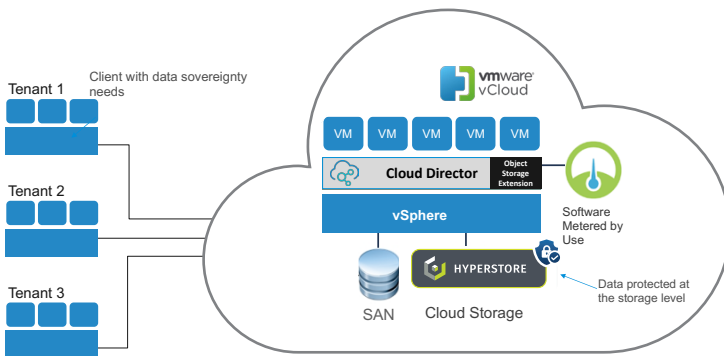 Tenant 1
Client with data sovereignty
needs
Tenant 2
Tenant 3
vmware®
vCloud
VM
VM
VM
VM
VM
Cloud Director
Object
Storage
Extension
vSphere
Software
Metered by
Use
HYPERSTORE
SAN
Cloud Storage
Data protected at
the storage level